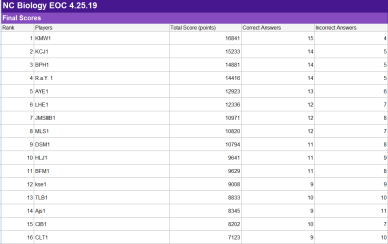 NC Biology EOC 4.25.19
Final Scores
Rank Players Total Score (points) Correct Answers Incorrect Answers
1 KMW1 16841 15 4
2 KCJ1 15233 14 5
3 BPH1 14881 14 5
4 R.a.Y. 1 14416 14 5
5 AYE1 12923 13 6
6 LHE1 12336 12 7
7 10971 12 8
8 MLS1 10820 12 7
9 DSM1 10794 11 8
10 HLJ1 9641 11 9
11 BFM1 9629 11 8
12 kse1 9008 9 9
13 TLB1 8833 10 10
14 Ajs1 8345 9 11
15 CIB1 8202 10 7
16 CLT1 7123 9 10